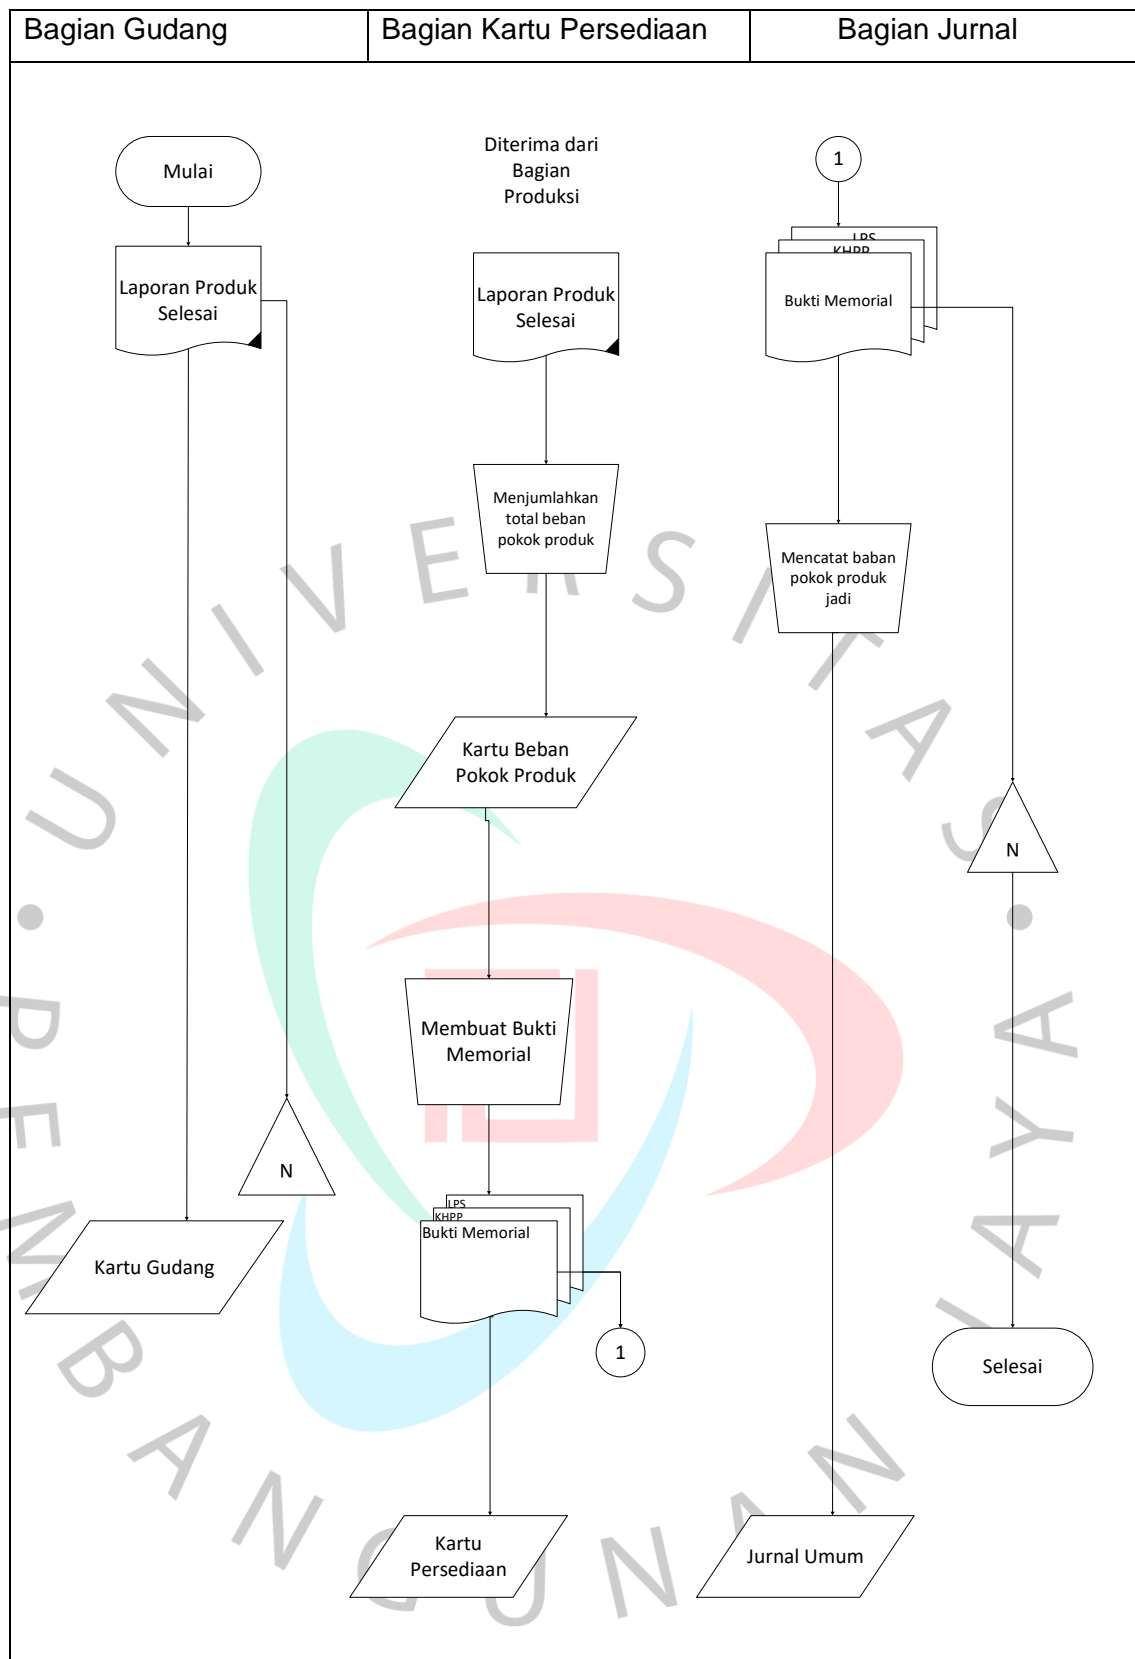 Bagian Gudang
Bagian Kartu Persediaan
Bagian Jurnal
Mulai
Laporan Produk
Selesai
N
Kartu Gudang
Diterima dari
Bagian
Produksi
Laporan Produk
Selesai
Menjumlahkan
total beban
pokok produk
Kartu Beban
Pokok Produk
Membuat Bukti
Memorial
LPS
KHPP
Bukti Memorial
1
Kartu
Persediaan
1
LPS
KHPP
Bukti Memorial
Mencatat baban
pokok produk
jadi
N
Selesai
Jurnal Umum
UNIVERSITAS
PEMBANGUNAN JAYA